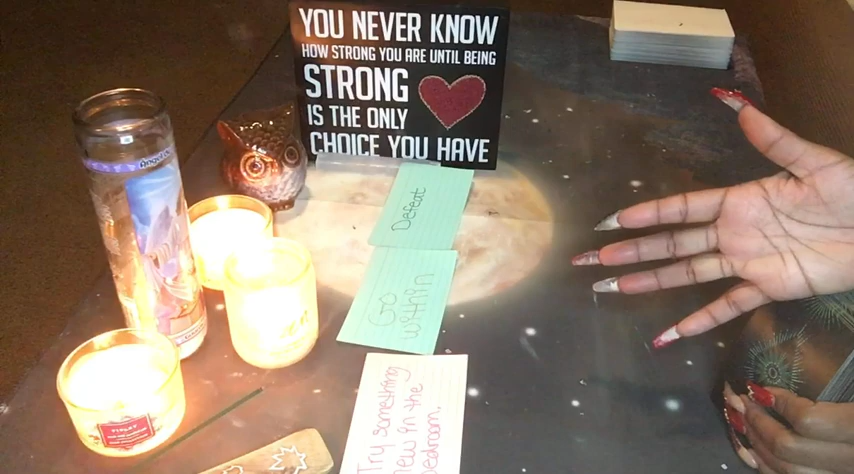 YOU NEVER KNOW
HOW STRONG YOU ARE UNTIL BEING
STRONG
IS THE ONLY
CHOICE YOU HAVE
Defeat
Go
within
Try something
new in the
bedroom.